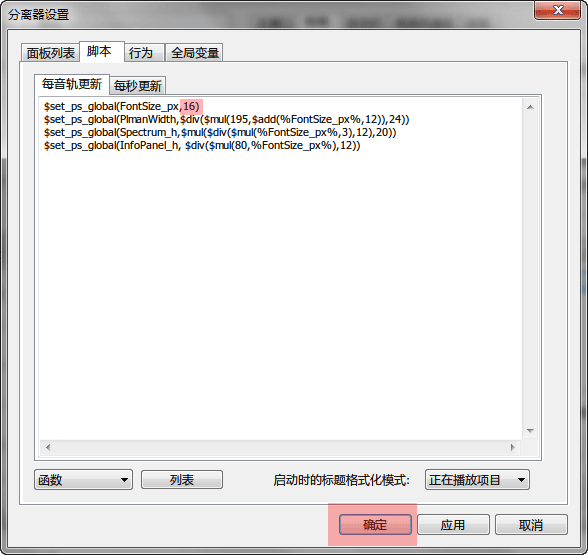 分离器设置
面板列表 脚本 行为 全局变量
每音轨更新 每秒更新
$set_ps_global(FontSize_px,16)
$set_ps_global(PlmanWidth,$div($mul(195,$add(%FontSize_px%,12)),24))
$set_ps_global(Spectrum_h,$mul($div($mul(%FontSize_px%,3),12),20))
$set_ps_global(InfoPanel_h, $div($mul(80,%FontSize_px%),12))
函数 列表 启动时的标题格式化模式: 正在播放项目
确定 应用 取消